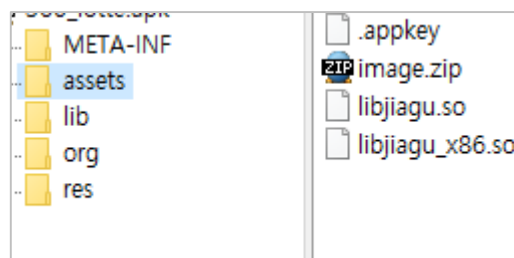 META-INF
assets
lib
org
res
.appkey
ZIP image.zip
libjiagu.so
libjiagu_x86.so